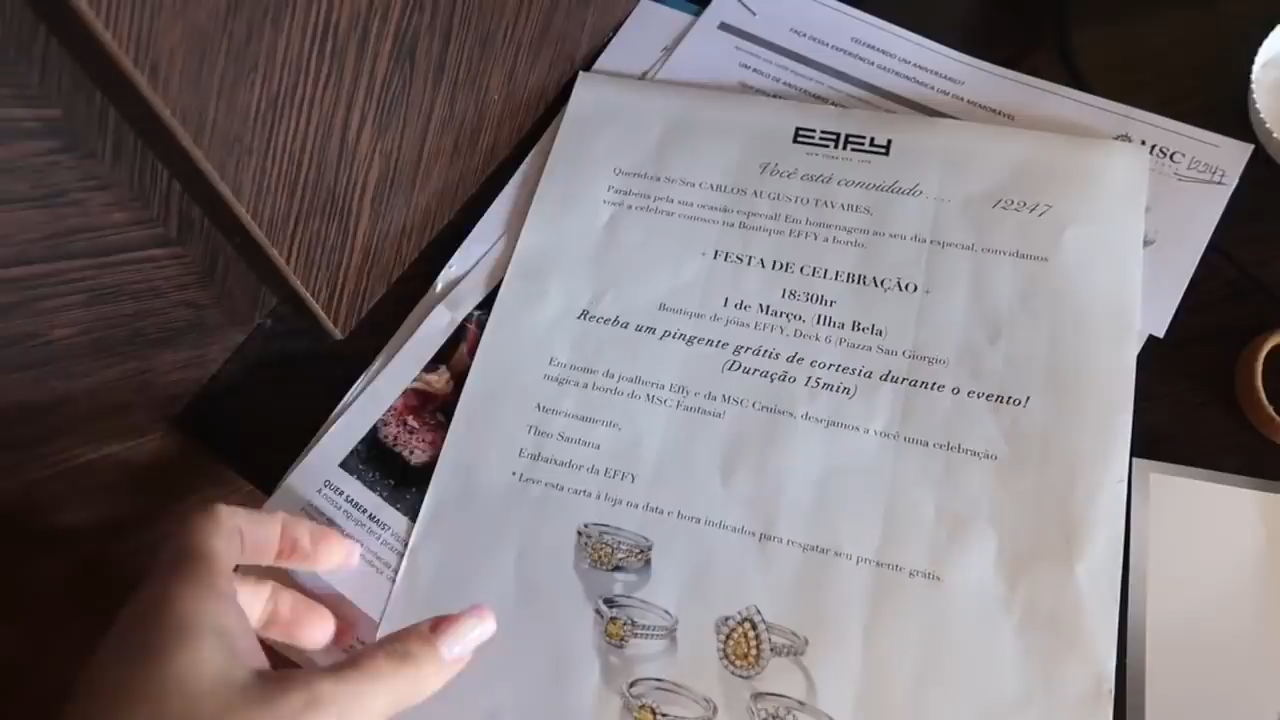 CELEBRANDO UM ANIVERSÁRIO?
FAÇA DESSA EXPERIÊNCIA GASTRONÔMICA UM DIA MEMORÁVEL
UM BOLO DE ANIVERSÁRIO
MSC
12247
EFFY
Você está convidado....
12247
Querido/a Sr/Sra CARLOS AUGUSTO TAVARES,
Parabéns pela sua ocasião especial! Em homenagem ao seu dia especial, convidamos
você a celebrar conosco na Boutique EFFY a bordo.
+ FESTA DE CELEBRAÇÃO +
18:30hr
1 de Março, (Ilha Bela)
Boutique de jóias EFFY, Deck 6 (Piazza San Giorgio)
Receba um pingente grátis de cortesia durante o evento!
(Duração 15min)
Em nome da joalheria Effy e da MSC Cruises, desejamos a você uma celebração
mágica a bordo do MSC Fantasia!
Atenciosamente,
Theo Santana
Embaixador da EFFY
*Leve esta carta à loja na data e hora indicados para resgatar seu presente grátis.
QUER SABER MAIS?
A nossa equipe terá